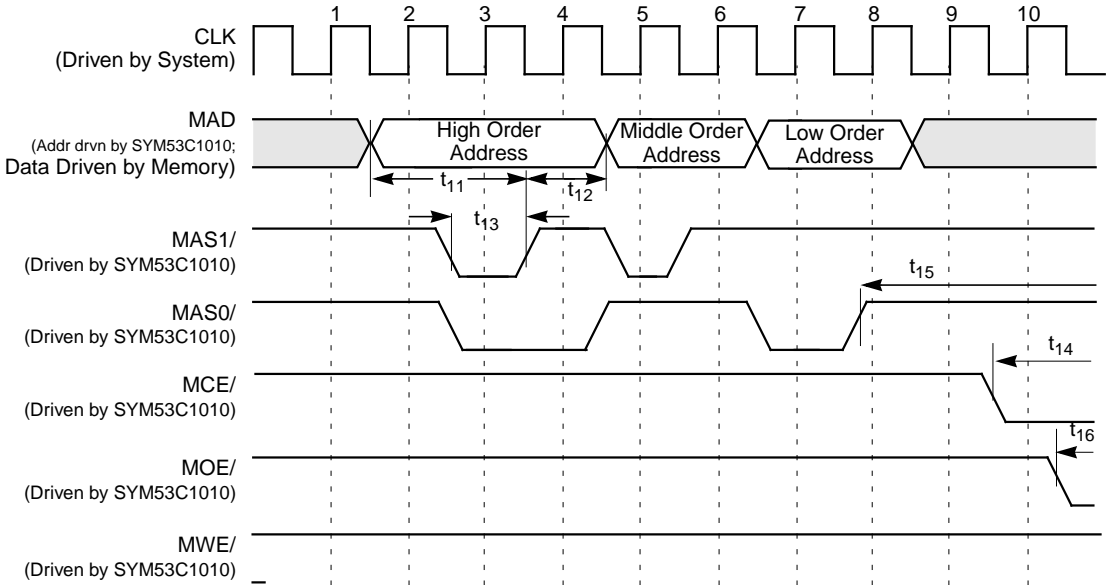 1 2 3 4 5 6 7 8 9 10
CLK
(Driven by System)
MAD
(Addr drvn by SYM53C1010;
Data Driven by Memory)
High Order
Address
Middle Order
Address
Low Order
Address
t11
t12
t13
MAS1/
(Driven by SYM53C1010)
t15
MAS0/
(Driven by SYM53C1010)
t14
MCE/
(Driven by SYM53C1010)
t16
MOE/
(Driven by SYM53C1010)
MWE/
(Driven by SYM53C1010)